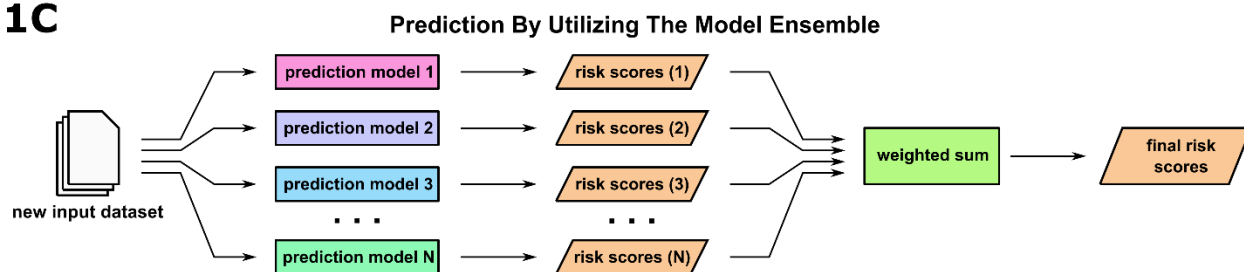 1C
Prediction By Utilizing The Model Ensemble
prediction model 1
risk scores (1)
prediction model 2
risk scores (2)
prediction model 3
risk scores (3)
. . .
. . .
prediction model N
risk scores (N)
new input dataset
weighted sum
final risk
scores